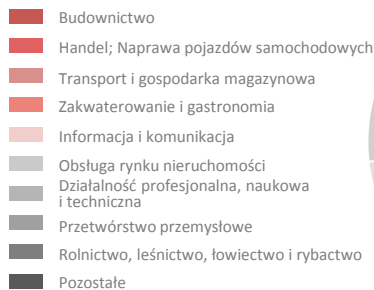 Budownictwo
Handel; Naprawa pojazdów samochodowych
Transport i gospodarka magazynowa
Zakwaterowanie i gastronomia
Informacja i komunikacja
Obsługa rynku nieruchomości
Działalność profesjonalna, naukowa
i techniczna
Przetwórstwo przemysłowe
Rolnictwo, leśnictwo, łowiectwo i rybactwo
Pozostałe